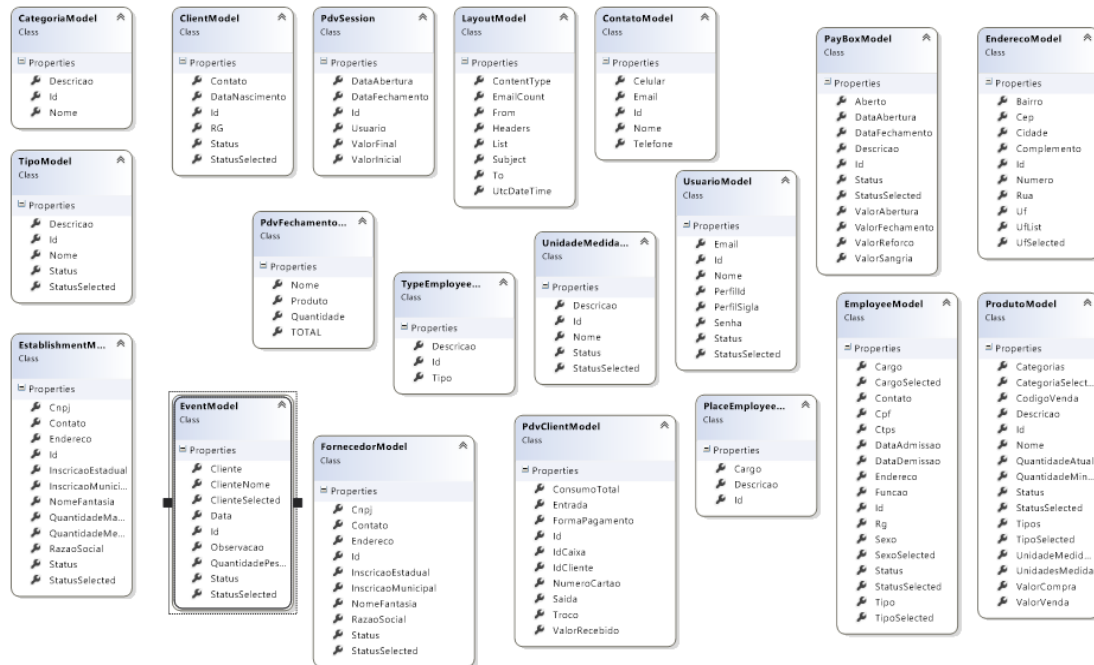 CategoriaModel
Class
Properties
Descricao
Id
Nome
ClientModel
Class
Properties
Contato
DataNascimento
Id
RG
Status
StatusSelected
PdvSession
Class
Properties
DataAbertura
DataFechamento
Id
Usuario
ValorFinal
ValorInicial
LayoutModel
Class
Properties
ContentType
EmailCount
From
Headers
List
Subject
To
UtcDateTime
ContatoModel
Class
Properties
Celular
Email
Id
Nome
Telefone
PayBoxModel
Class
Properties
Aberto
DataAbertura
DataFechamento
Descricao
Id
Status
StatusSelected
ValorAbertura
ValorFechamento
ValorReforco
ValorSangria
EnderecoModel
Class
Properties
Bairro
Cep
Cidade
Complemento
Id
Numero
Rua
Uf
UfList
UfSelected
TipoModel
Class
Properties
Descricao
Id
Nome
Status
StatusSelected
PdvFechamento...
Class
Properties
Nome
Produto
Quantidade
TOTAL
TypeEmployee...
Class
Properties
Descricao
Id
Tipo
UnidadeMedida...
Class
Properties
Descricao
Id
Nome
Status
StatusSelected
UsuarioModel
Class
Properties
Email
Id
Nome
PerfilId
PerfilSigla
Senha
Status
StatusSelected
EmployeeModel
Class
Properties
Cargo
CargoSelected
Contato
Cpf
Ctps
DataAdmissao
DataDemissao
Endereco
Funcao
Id
Rg
Sexo
SexoSelected
Status
StatusSelected
Tipo
TipoSelected
ProdutoModel
Class
Properties
Categorias
CategoriaSelect...
CodigoVenda
Descricao
Id
Nome
QuantidadeAtual
QuantidadeMin...
Status
StatusSelected
Tipos
TipoSelected
UnidadeMedid...
UnidadesMedida
ValorCompra
ValorVenda
EstablishmentM...
Class
Properties
Cnpj
Contato
Endereco
Id
InscricaoEstadual
InscricaoMunici...
NomeFantasia
QuantidadeMa...
QuantidadeMe...
RazaoSocial
Status
StatusSelected
EventModel
Class
Properties
Cliente
ClienteNome
ClienteSelected
Data
Id
Observacao
QuantidadePes...
Status
StatusSelected
FornecedorModel
Class
Properties
Cnpj
Contato
Endereco
Id
InscricaoEstadual
InscricaoMunicipal
NomeFantasia
RazaoSocial
Status
StatusSelected
PdvClientModel
Class
Properties
ConsumoTotal
Entrada
FormaPagamento
Id
IdCaixa
IdCliente
NumeroCartao
Saida
Troco
ValorRecebido
PlaceEmployee...
Class
Properties
Cargo
Descricao
Id